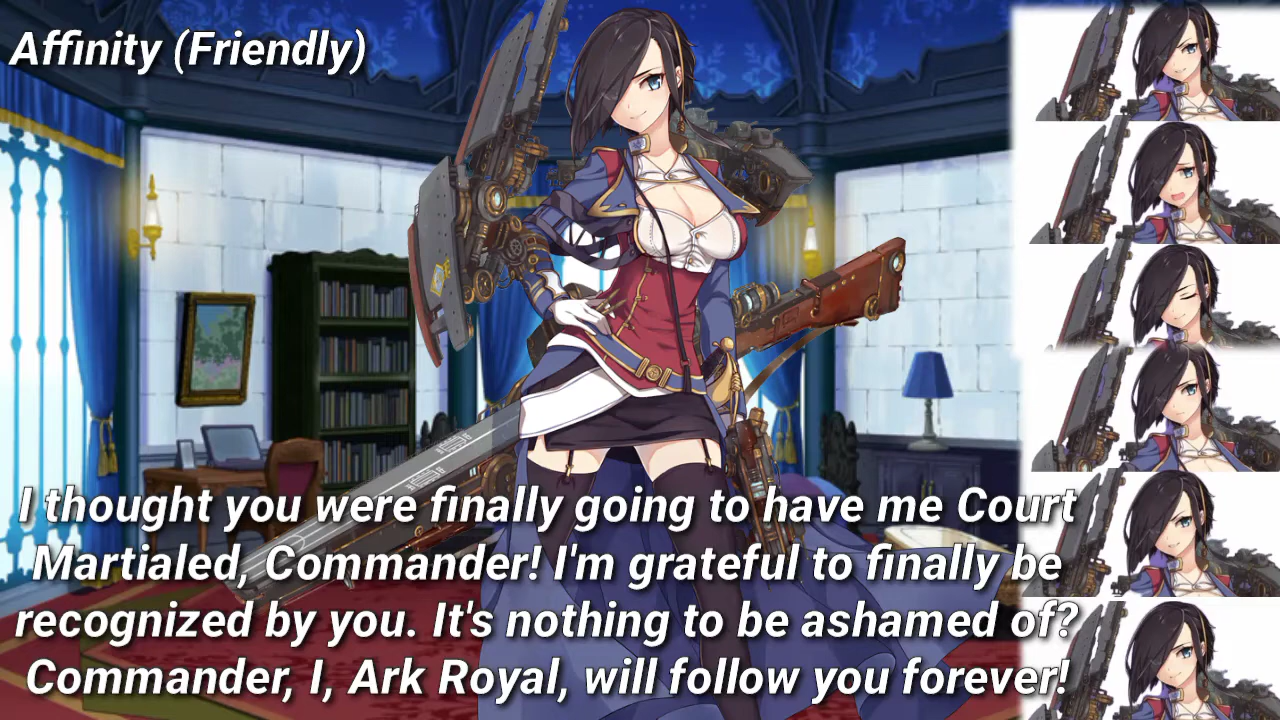 Affinity (Friendly)
I thought you were finally going to have me Court
Martialed, Commander! I'm grateful to finally be
recognized by you. It's nothing to be ashamed of?
Commander, I, Ark Royal, will follow you forever!